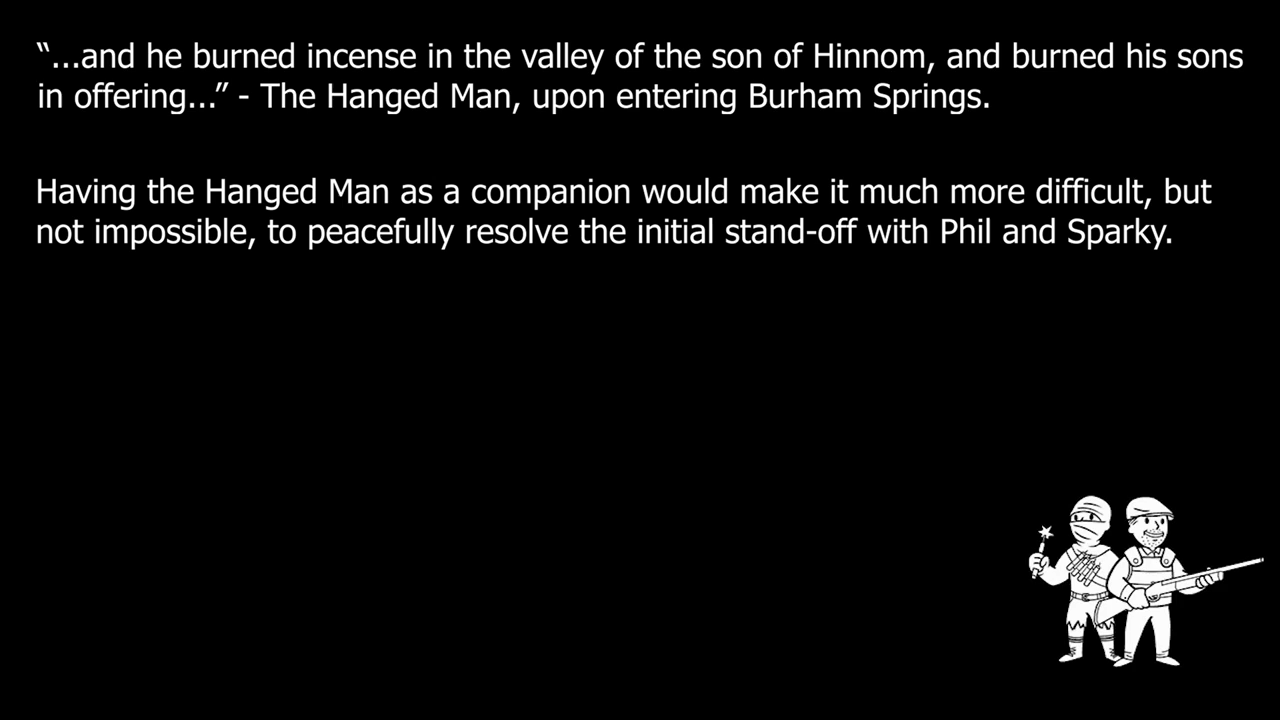 “...and he burned incense in the valley of the son of Hinnom, and burned his sons
in offering...” - The Hanged Man, upon entering Burham Springs.
Having the Hanged Man as a companion would make it much more difficult, but
not impossible, to peacefully resolve the initial stand-off with Phil and Sparky.